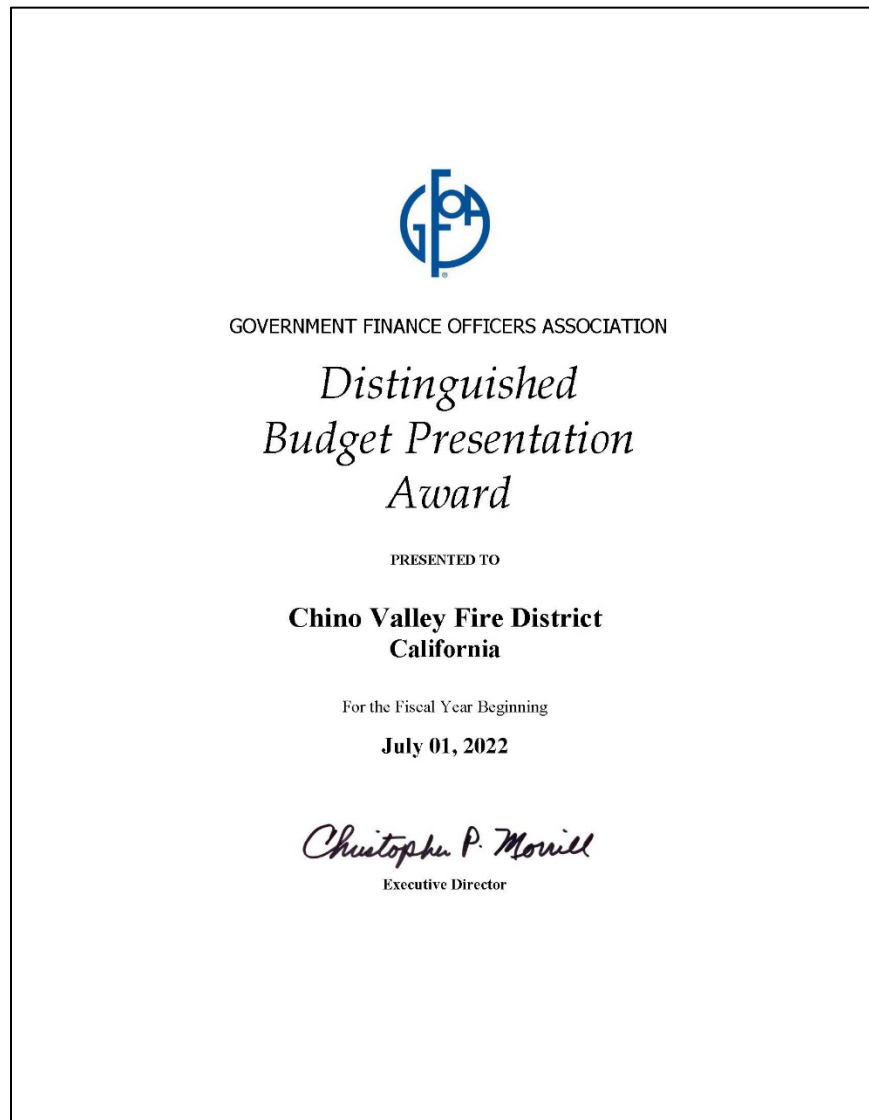 GFOA
GOVERNMENT FINANCE OFFICERS ASSOCIATION
Distinguished
Budget Presentation
Award
PRESENTED TO
Chino Valley Fire District
California
For the Fiscal Year Beginning
July 01, 2022
Christopher P. Morrill
Executive Director